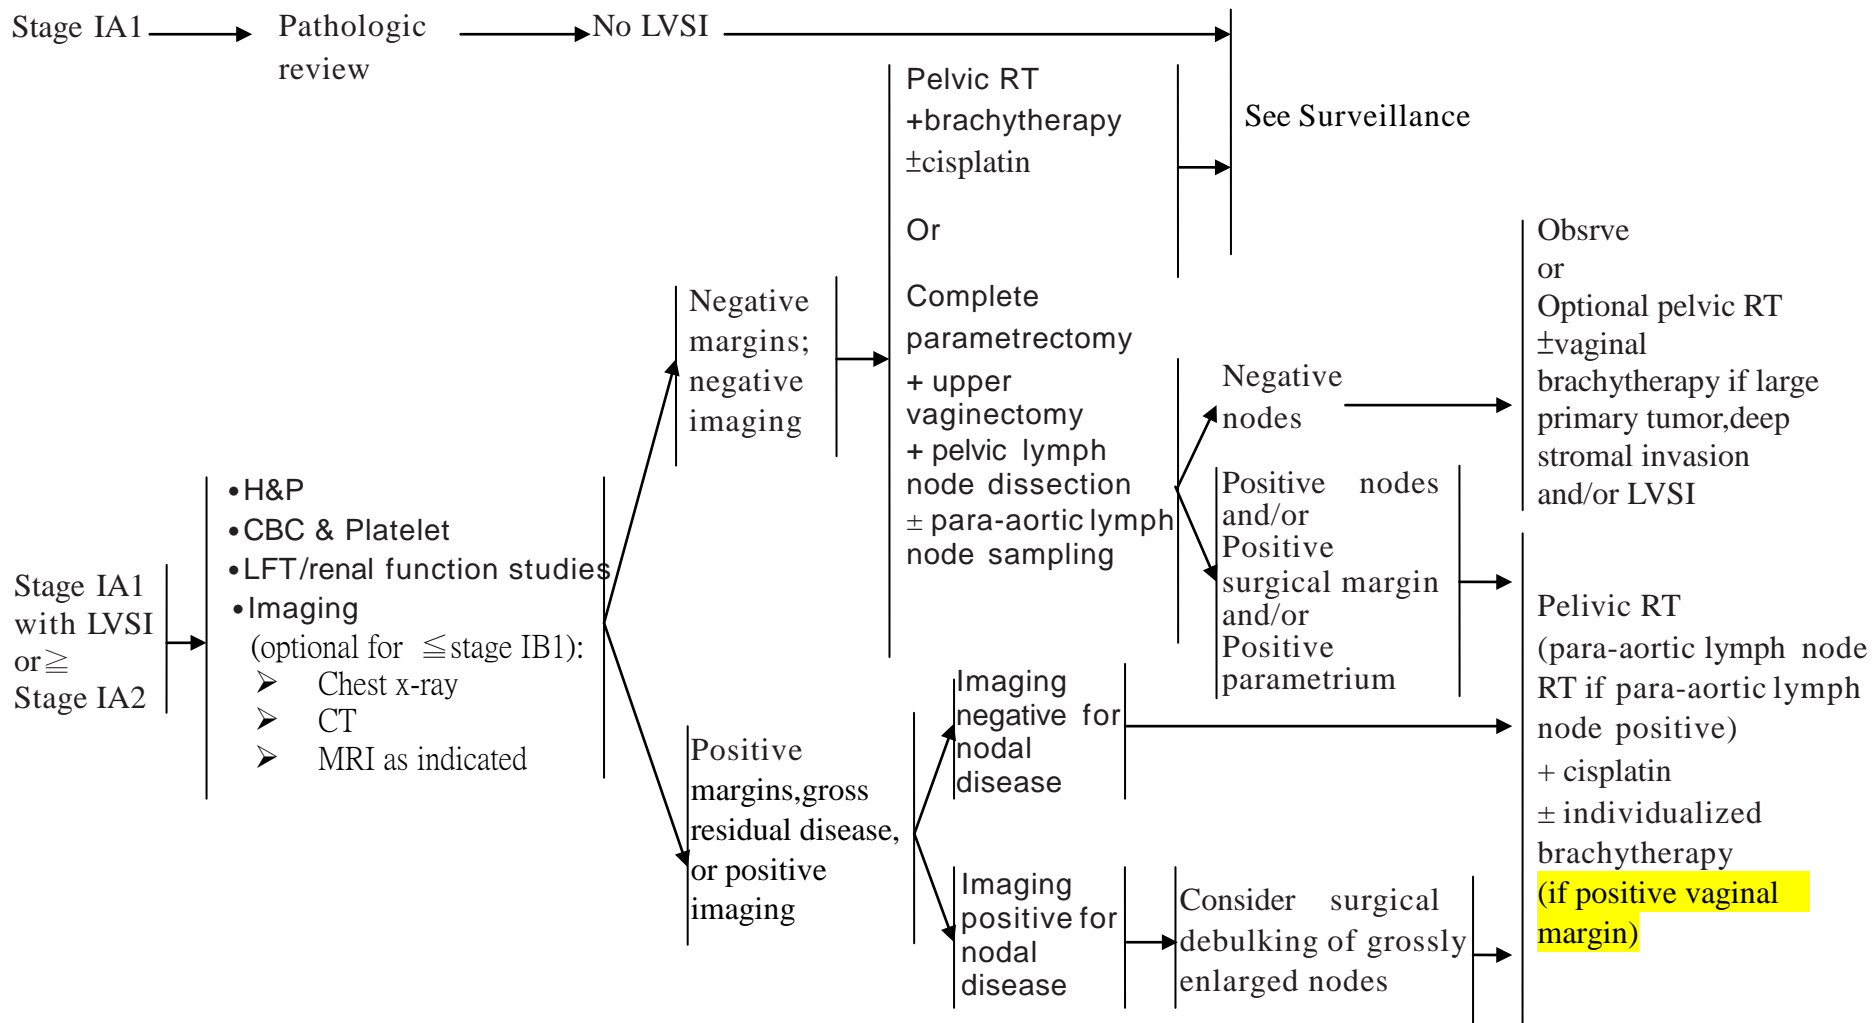 Stage IA1
Pathologic
review
No LVSI
See Surveillance
Stage IA1
with LVSI
or≧
Stage IA2
•H&P
•CBC & Platelet
•LFT/renal function studies
•Imaging
(optional for ≦stage IB1):
➢ Chest x-ray
➢ CT
➢ MRI as indicated
Negative
margins;
negative
imaging
Pelvic RT
+brachytherapy
±cisplatin
Or
Complete
parametrectomy
+ upper
vaginectomy
+ pelvic lymph
node dissection
± para-aortic lymph
node sampling
Negative
nodes
Obsrve
or
Optional pelvic RT
±vaginal
brachytherapy if large
primary tumor,deep
stromal invasion
and/or LVSI
Positive nodes
and/or
Positive
surgical margin
and/or
Positive
parametrium
Positive
margins,gross
residual disease,
or positive
imaging
Imaging
negative for
nodal
disease
Imaging
positive for
nodal
disease
Consider surgical
debulking of grossly
enlarged nodes
Pelivic RT
(para-aortic lymph node
RT if para-aortic lymph
node positive)
+ cisplatin
± individualized
brachytherapy
(if positive vaginal
margin)